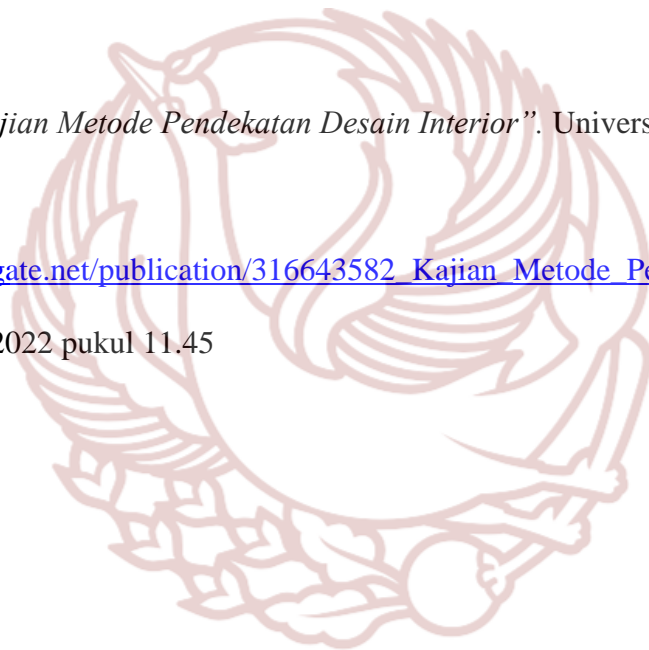 jian Metode Pendekatan Desain Interior”. Univers
gate.net/publication/316643582_Kajian_Metode_Pe
2022 pukul 11.45